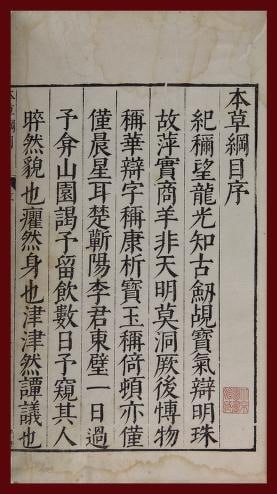 本草綱目序
紀稱望龍光知古劒覘寶氣辯明珠
故萍實商羊非天明莫洞厥後慱物
稱華辯字稱康析寶玉稱倚頓亦僅
僅晨星耳楚蘄陽李君東璧一日過
予弇山園謁予留飲數日予窺其人
睟然貌也癯然身也津津然譚議也